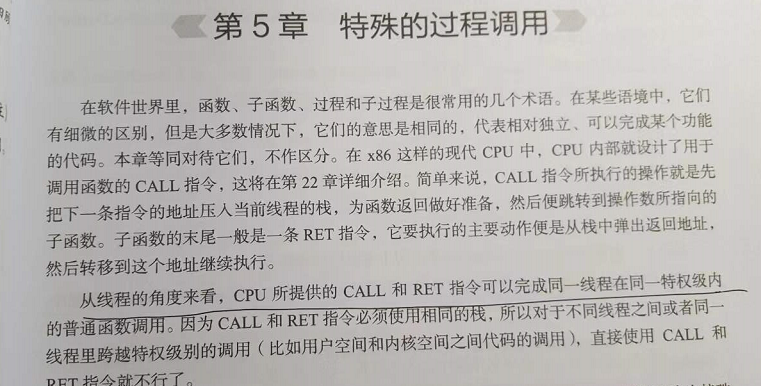 第 5 章 特殊的过程调用
在软件世界里，函数、子函数、过程和子过程是很常用的几个术语。在某些语境中，它们
有细微的区别，但是大多数情况下，它们的意思是相同的，代表相对独立、可以完成某个功能
的代码。本章等同对待它们，不作区分。在 x86 这样的现代 CPU 中，CPU 内部就设计了用于
调用函数的 CALL 指令，这将在第 22 章详细介绍。简单来说，CALL 指令所执行的操作就是先
把下一条指令的地址压入当前线程的栈，为函数返回做好准备，然后便跳转到操作数所指向的
子函数。子函数的末尾一般是一条 RET 指令，它要执行的主要动作便是从栈中弹出返回地址，
然后转移到这个地址继续执行。
从线程的角度来看，CPU 所提供的 CALL 和 RET 指令可以完成同一线程在同一特权级内
的普通函数调用。因为 CALL 和 RET 指令必须使用相同的栈，所以对于不同线程之间或者同一
线程里跨越特权级别的调用（比如用户空间和内核空间之间代码的调用），直接使用 CALL 和
RET 指令就不行了。